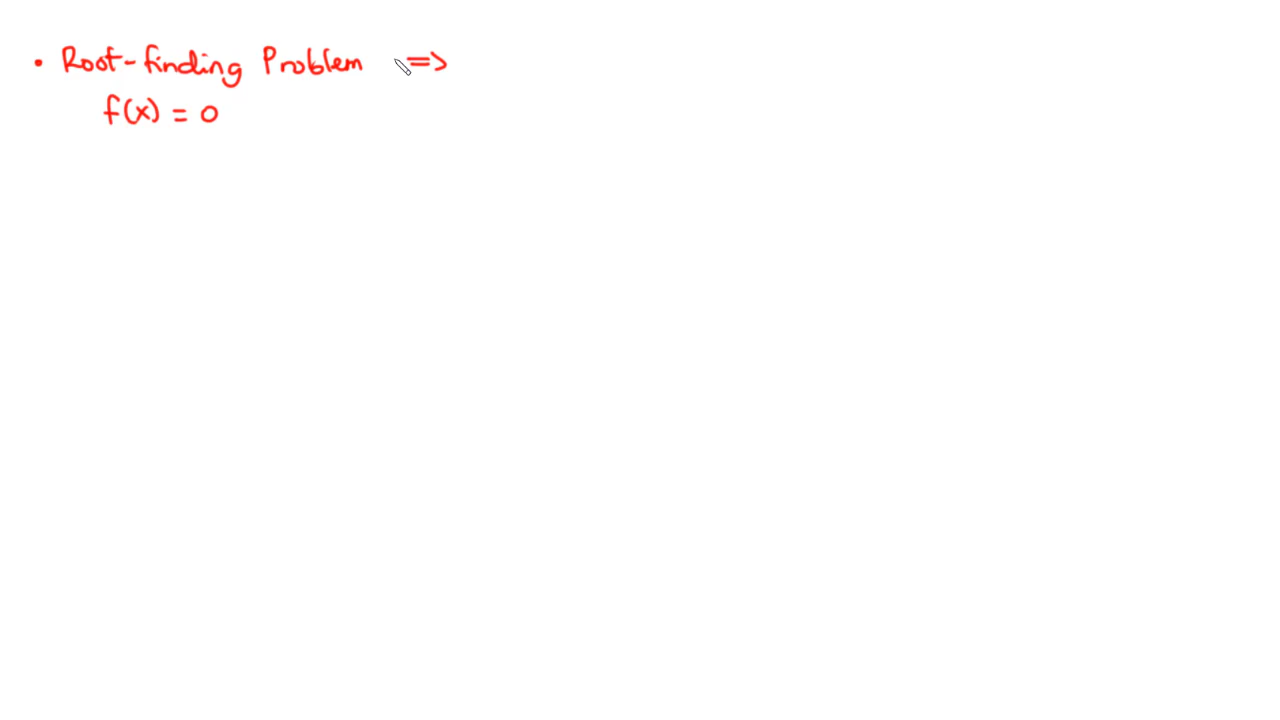 • Root-finding Problem =>
f(x) = 0